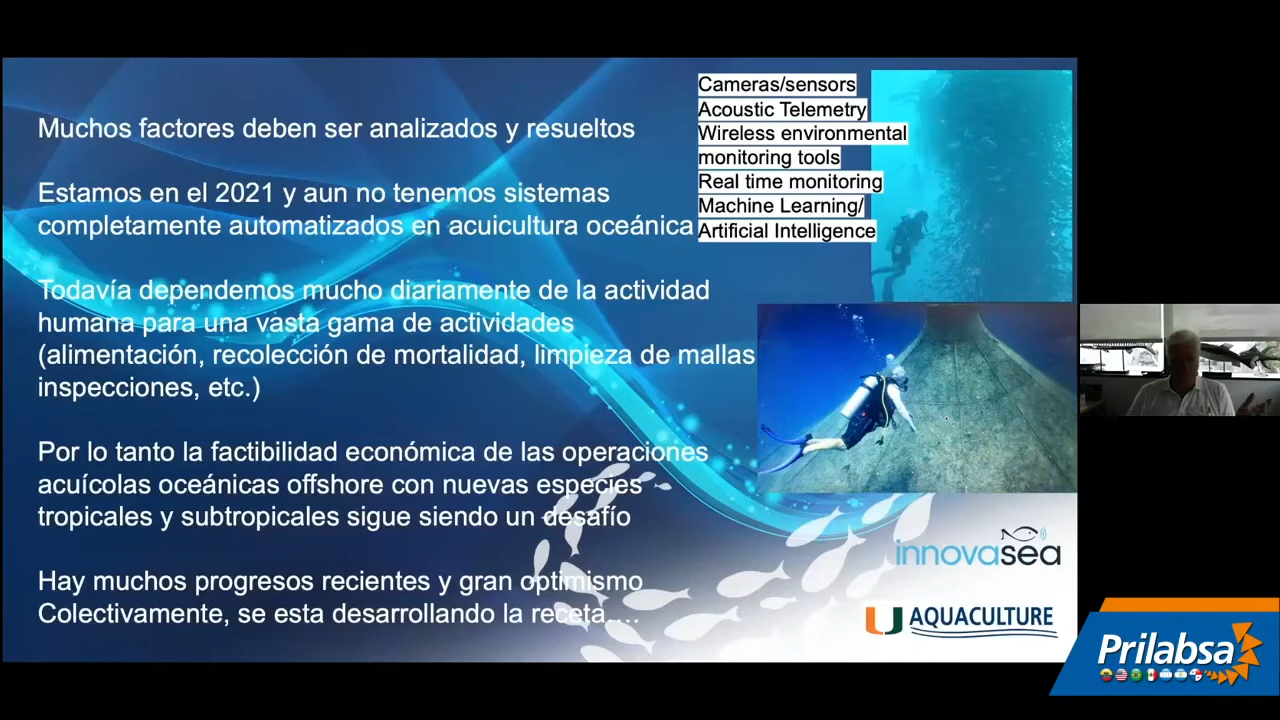 Muchos factores deben ser analizados y resueltos
Estamos en el 2021 y aun no tenemos sistemas
completamente automatizados en acuicultura oceánica
Todavía dependemos mucho diariamente de la actividad
humana para una vasta gama de actividades
(alimentación, recolección de mortalidad, limpieza de mallas
inspecciones, etc.)
Por lo tanto la factibilidad económica de las operaciones
acuícolas oceánicas offshore con nuevas especies
tropicales y subtropicales sigue siendo un desafío
Hay muchos progresos recientes y gran optimismo
Colectivamente, se esta desarrollando la receta....
Cameras/sensors
Acoustic Telemetry
Wireless environmental
monitoring tools
Real time monitoring
Machine Learning/
Artificial Intelligence
innovasea
U AQUACULTURE
Prilabsa